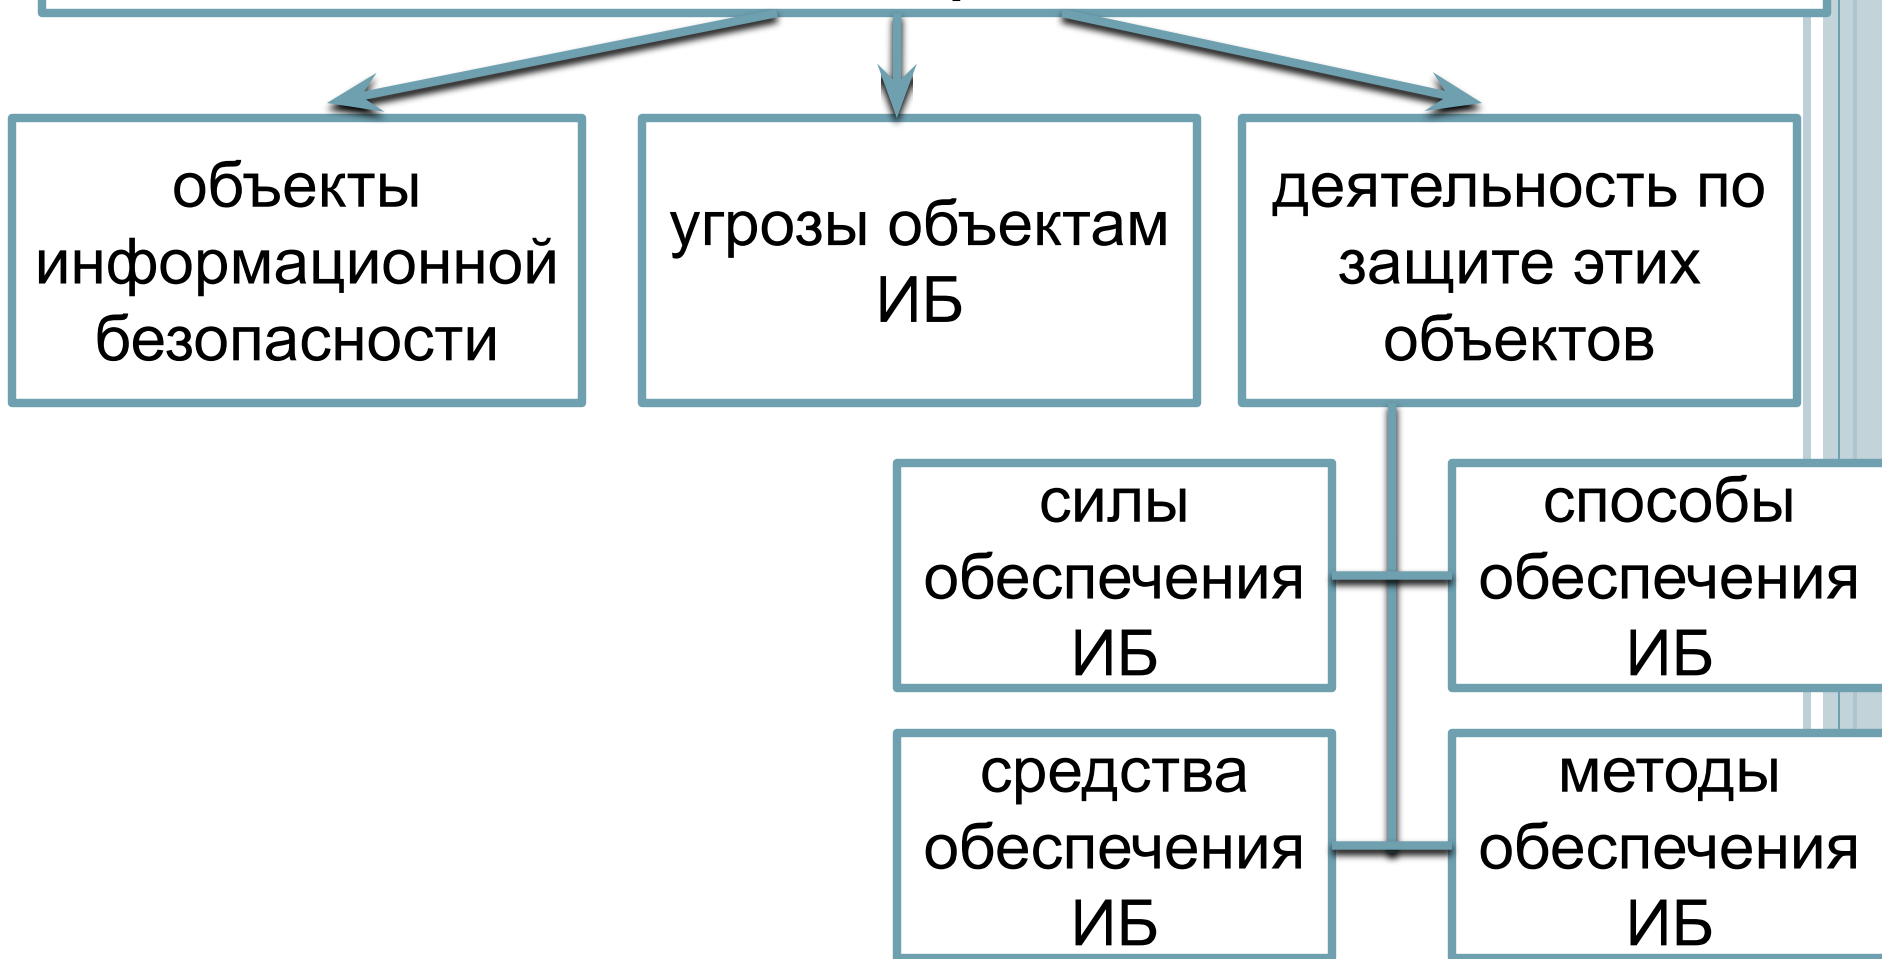 объекты
информационной
безопасности
угрозы объектам
ИБ
деятельность по
защите этих
объектов
силы
обеспечения
ИБ
способы
обеспечения
ИБ
средства
обеспечения
ИБ
методы
обеспечения
ИБ